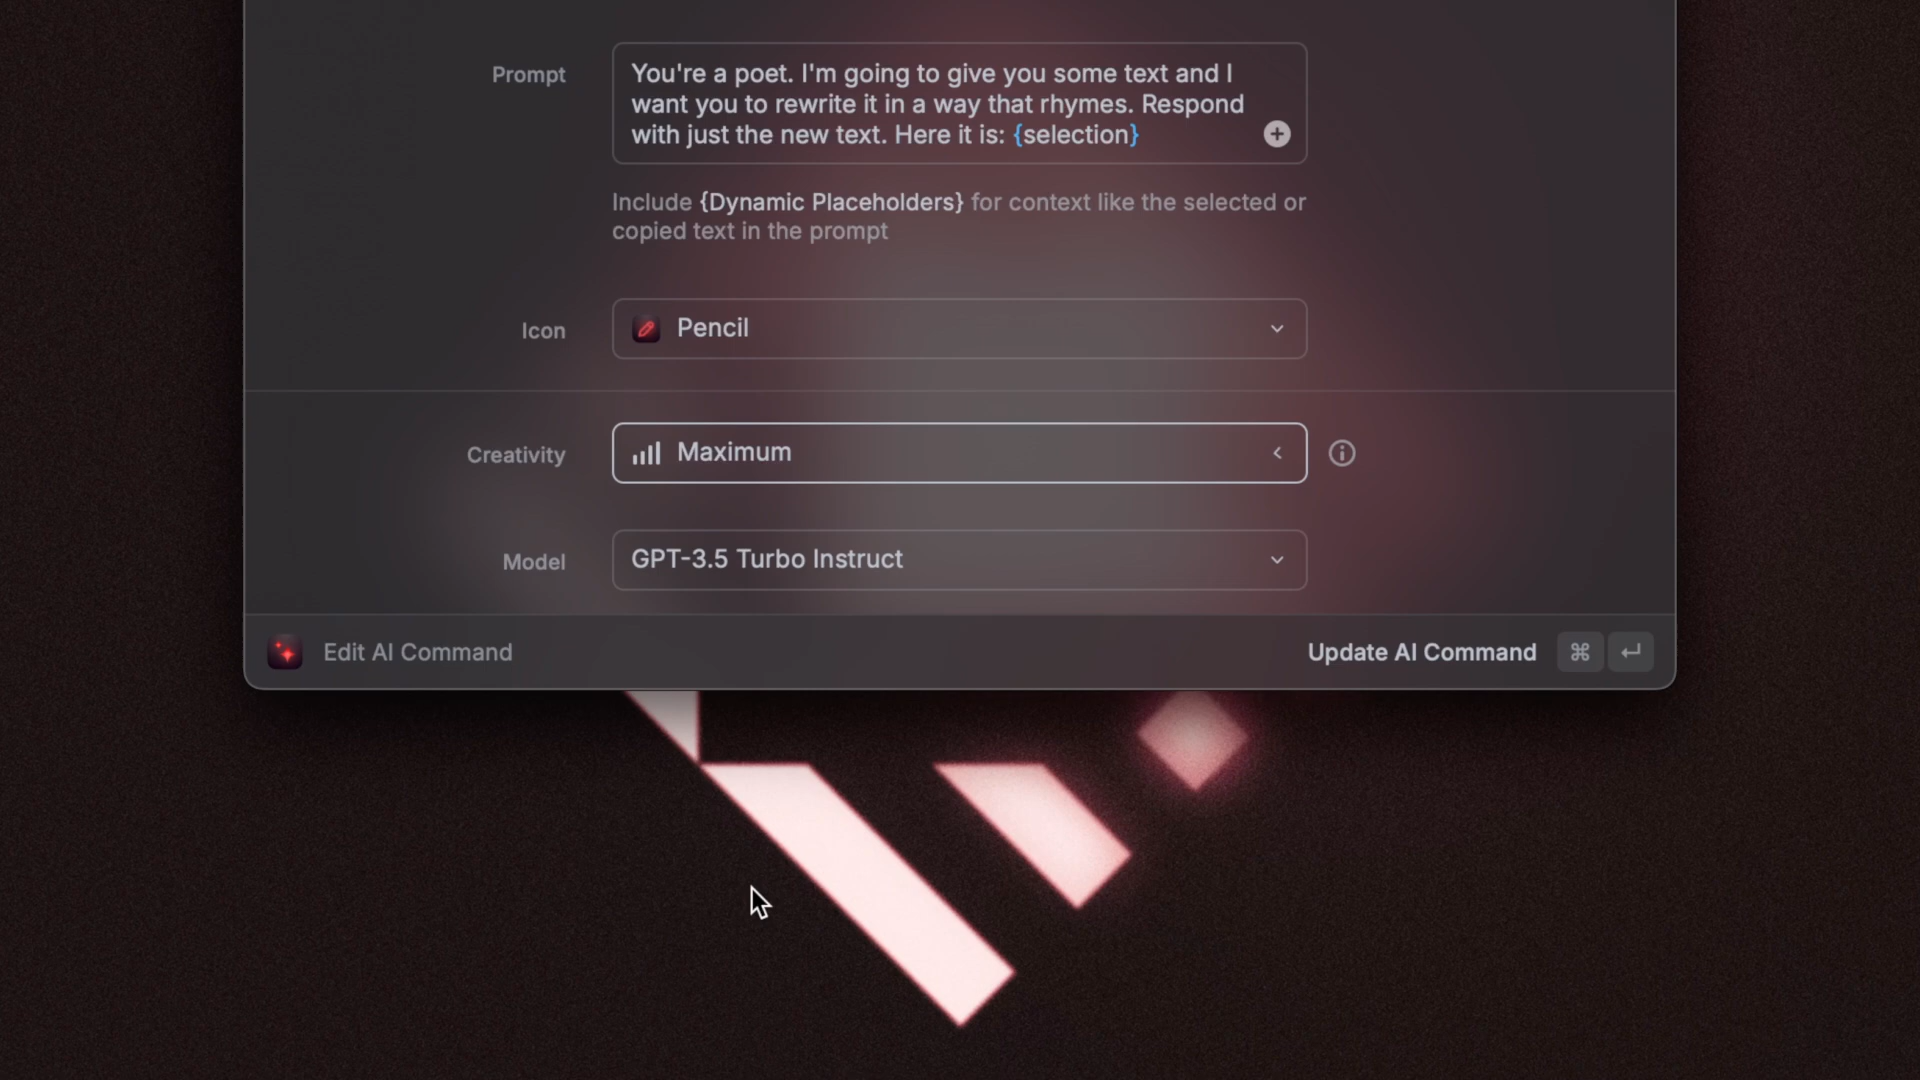 Prompt
You're a poet. I'm going to give you some text and I
want you to rewrite it in a way that rhymes. Respond
with just the new text. Here it is: {selection}
Include {Dynamic Placeholders} for context like the selected or
copied text in the prompt
Icon
Pencil
Creativity
Maximum
Model
GPT-3.5 Turbo Instruct
Edit AI Command
Update AI Command ⌘ ↵